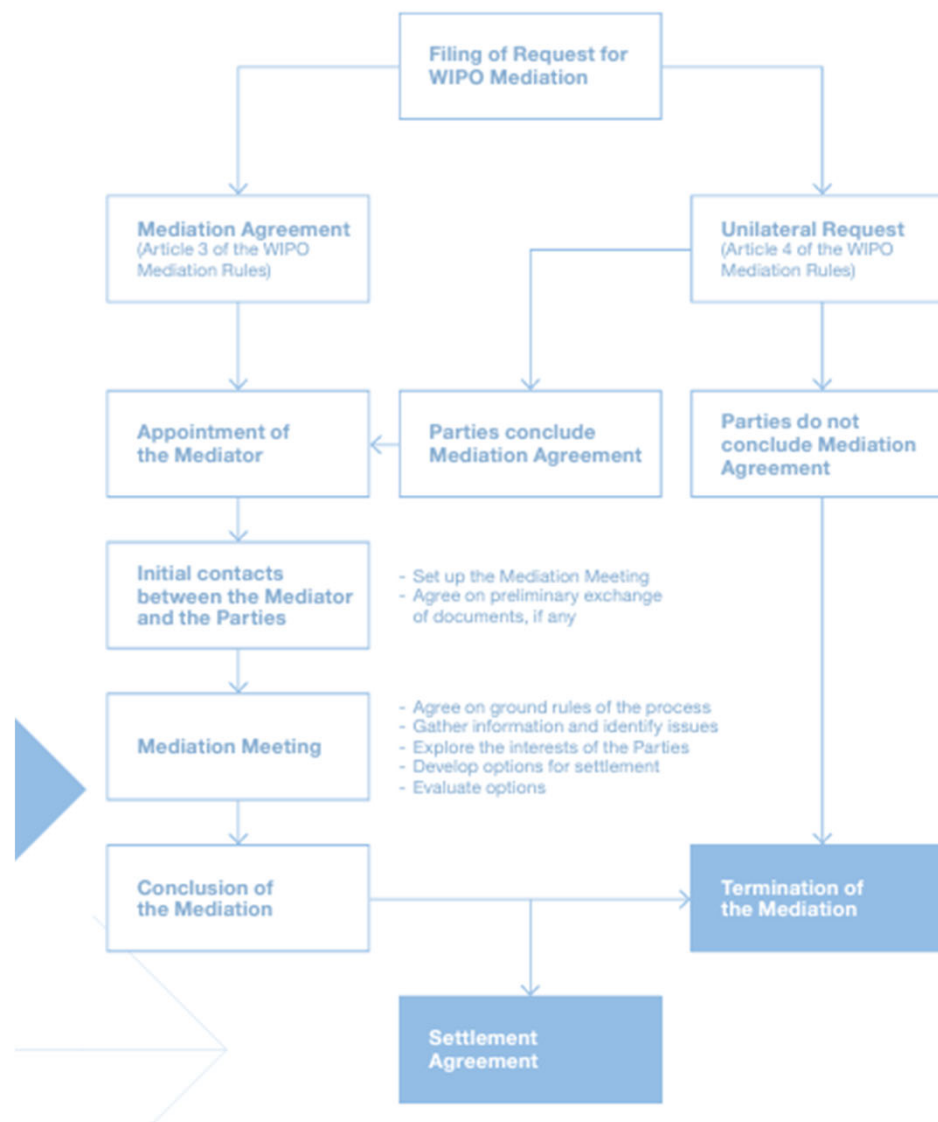 Filing of Request for
WIPO Mediation
Mediation Agreement
(Article 3 of the WIPO
Mediation Rules)
Unilateral Request
(Article 4 of the WIPO
Mediation Rules)
Appointment of
the Mediator
Parties conclude
Mediation Agreement
Parties do not
conclude Mediation
Agreement
Initial contacts
between the Mediator
and the Parties
- Set up the Mediation Meeting
- Agree on preliminary exchange
of documents, if any
Mediation Meeting
- Agree on ground rules of the process
- Gather information and identify issues
- Explore the interests of the Parties
- Develop options for settlement
- Evaluate options
Conclusion of
the Mediation
Termination of
the Mediation
Settlement
Agreement